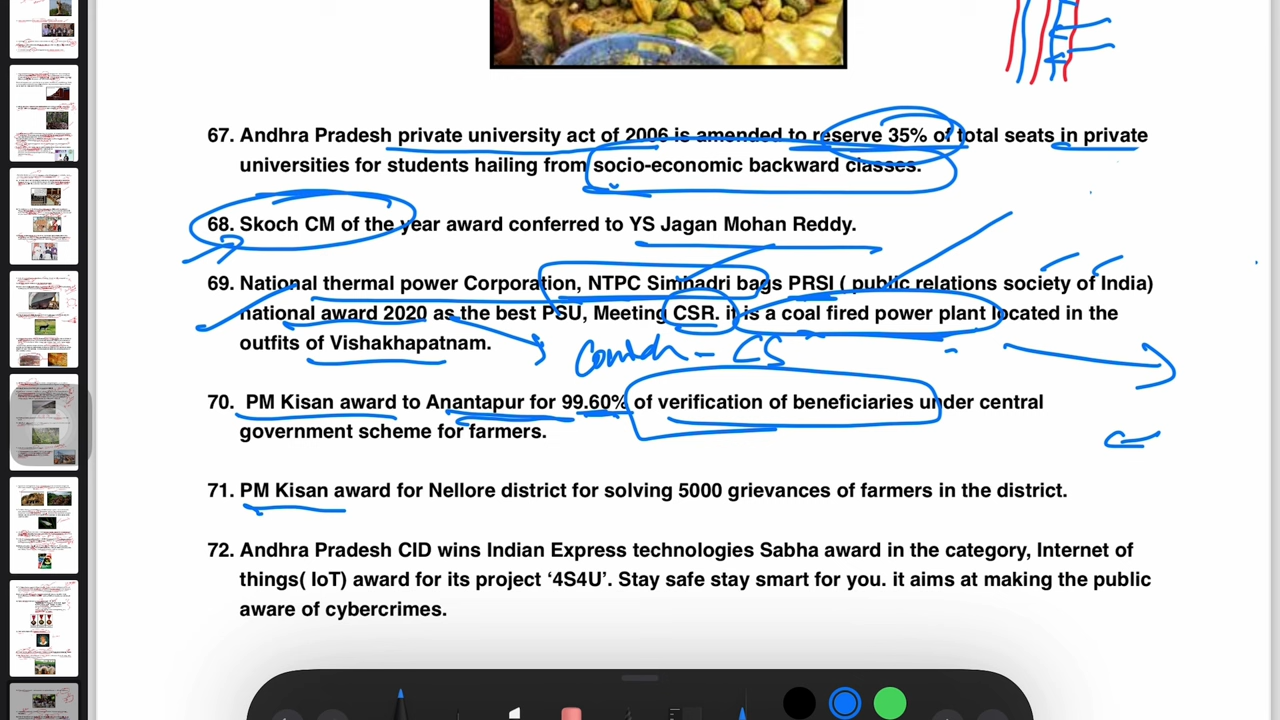 67. Andhra Pradesh private university act of 2006 is amended to reserve 35% of total seats in private
universities for students hailing from socio-economic backward classes.
68. Skoch CM of the year award conferred to YS Jagan Mohan Reddy.
69. National thermal power Corporation, NTPC Simhadri bags PRSI ( public relations society of India)
national award 2020 as the best PSU, Meeting CSR. it is a coal fired power plant located in the
outfits of Vishakhapatnam.
70. PM Kisan award to Anantapur for 99.60% of verification of beneficiaries under central
government scheme for farmers.
71. PM Kisan award for Nellore district for solving 5000 grievances of farmers in the district.
72. Andhra Pradesh CID wns Indian Express technologies Sabha award in the category, Internet of
things( IoT) award for its project ‘4S4U’. Stay safe stay smart for you. it aims at making the public
aware of cybercrimes.